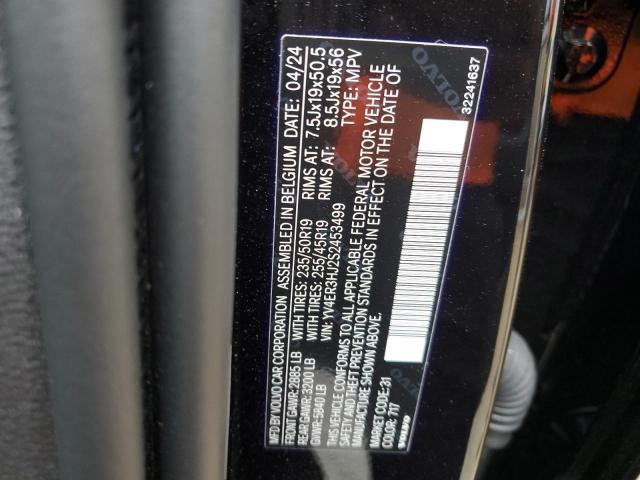 MFD BY VOLVO CAR CORPORATION ASSEMBLED IN BELGIUM DATE: 04/24
FRONT GAWR: 2885 LB WITH TIRES: 235/50R19 RIMS AT: 7.5Jx19x50.5
REAR GAWR: 3200 LB WITH TIRES: 255/45R19 RIMS AT: 8.5Jx19x56
GVWR: 5840 LB VIN: YV4ER3HJ2S2453499 TYPE: MPV
THIS VEHICLE CONFORMS TO ALL APPLICABLE FEDERAL MOTOR VEHICLE
SAFETY AND THEFT PREVENTION STANDARDS IN EFFECT ON THE DATE OF
MANUFACTURE SHOWN ABOVE.
MARKET CODE: 31
COLOR: 717
VOLVO
32241637